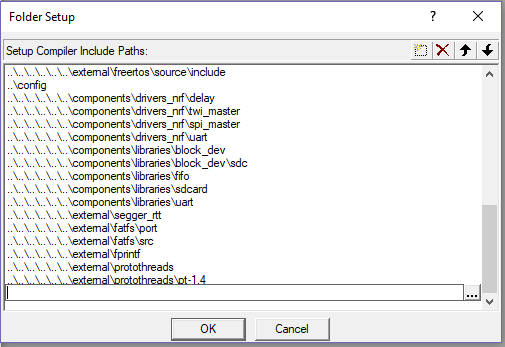 Folder Setup
?
Setup Compiler Include Paths:
..\..\..\..\..\..\external\freertos\source\include
..\config
..\..\..\..\..\..\components\drivers_nrf\delay
..\..\..\..\..\..\components\drivers_nrf\twi_master
..\..\..\..\..\..\components\drivers_nrf\spi_master
..\..\..\..\..\..\components\drivers_nrf\uart
..\..\..\..\..\..\components\libraries\block_dev
..\..\..\..\..\..\components\libraries\block_dev\sdc
..\..\..\..\..\..\components\libraries\fifo
..\..\..\..\..\..\components\libraries\sdcard
..\..\..\..\..\..\components\libraries\uart
..\..\..\..\..\..\external\segger_rtt
..\..\..\..\..\..\external\fatfs\port
..\..\..\..\..\..\external\fatfs\src
..\..\..\..\..\..\external\fprintf
..\..\..\..\..\..\external\protothreads
..\..\..\..\..\..\external\protothreads\pt-1.4
...
OK
Cancel